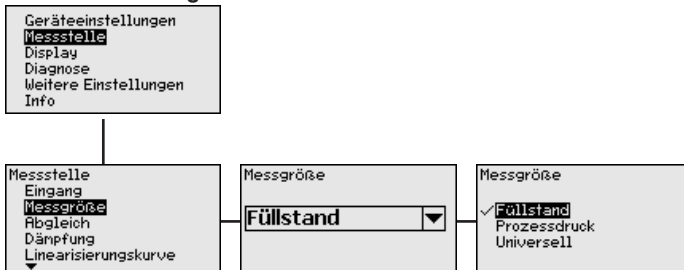 Geräteeinstellungen
Messstelle
Display
Diagnose
Weitere Einstellungen
Info
Messstelle
Eingang
Messgröße
Abgleich
Dämpfung
Linearisierungskurve
Messgröße
Füllstand
Messgröße
Füllstand
Prozessdruck
Universell